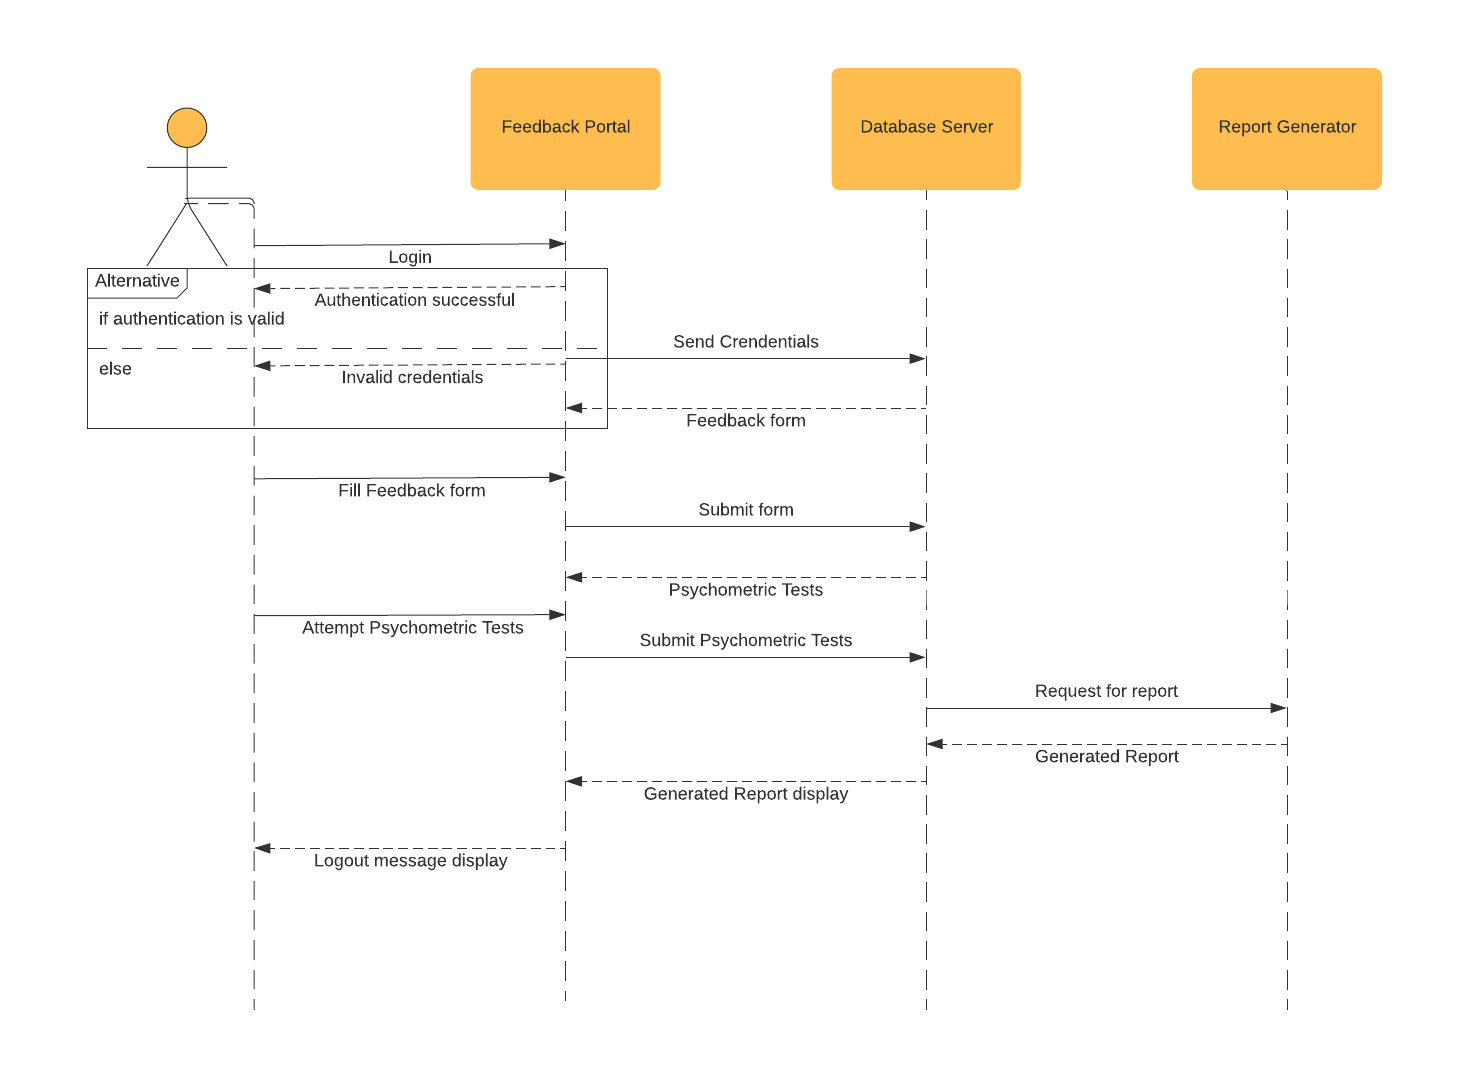 Feedback Portal
Database Server
Report Generator
Login
Alternative
Authentication successful
if authentication is valid
Send Crendentials
else
Invalid credentials
Feedback form
Fill Feedback form
Submit form
Psychometric Tests
Attempt Psychometric Tests
Submit Psychometric Tests
Request for report
Generated Report
Generated Report display
Logout message display